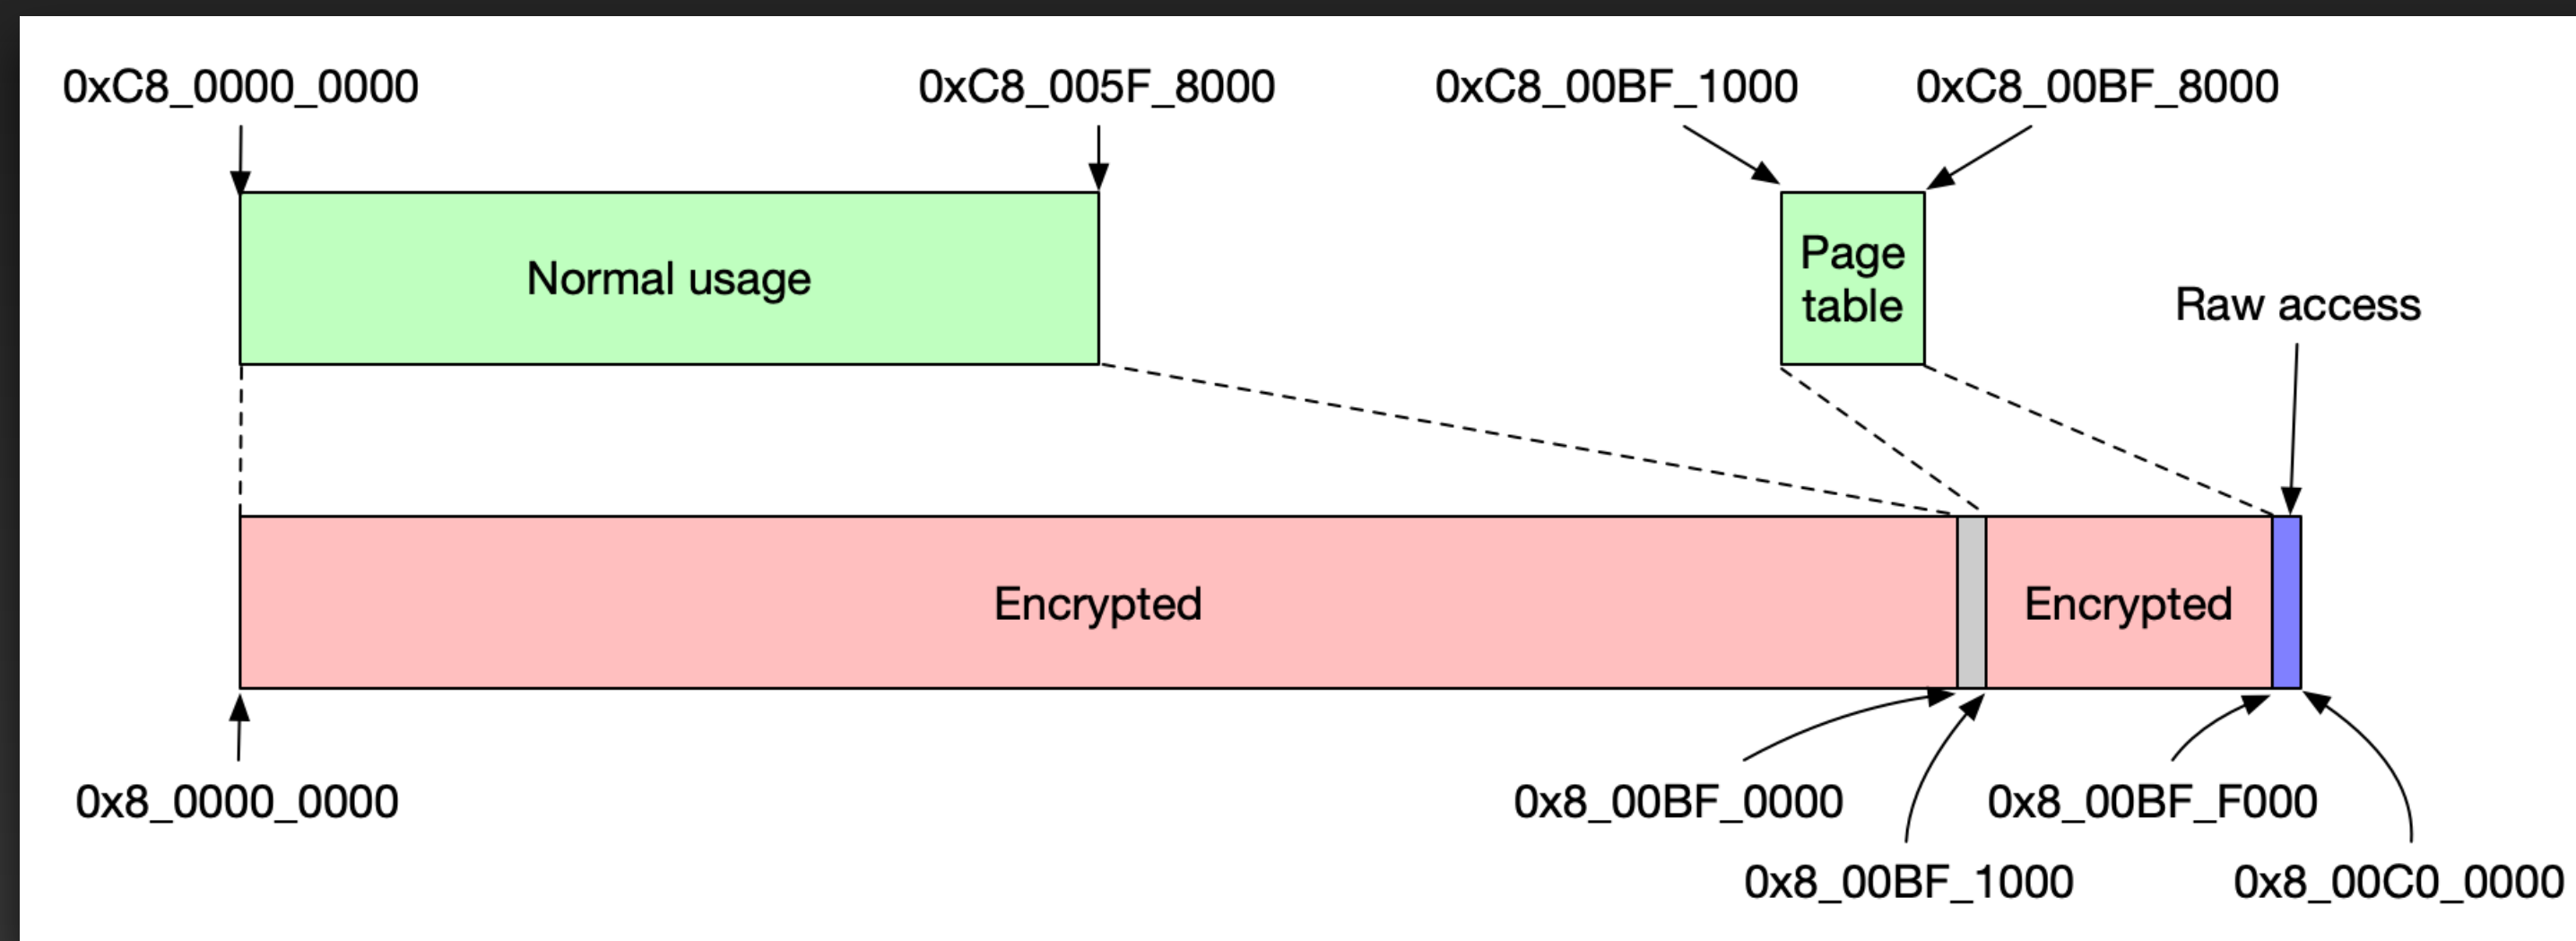 0xC8_0000_0000
0xC8_005F_8000
0xC8_00BF_1000
0xC8_00BF_8000
Normal usage
Page
table
Raw access
Encrypted
Encrypted
0x8_0000_0000
0x8_00BF_0000
0x8_00BF_F000
0x8_00BF_1000
0x8_00C0_0000